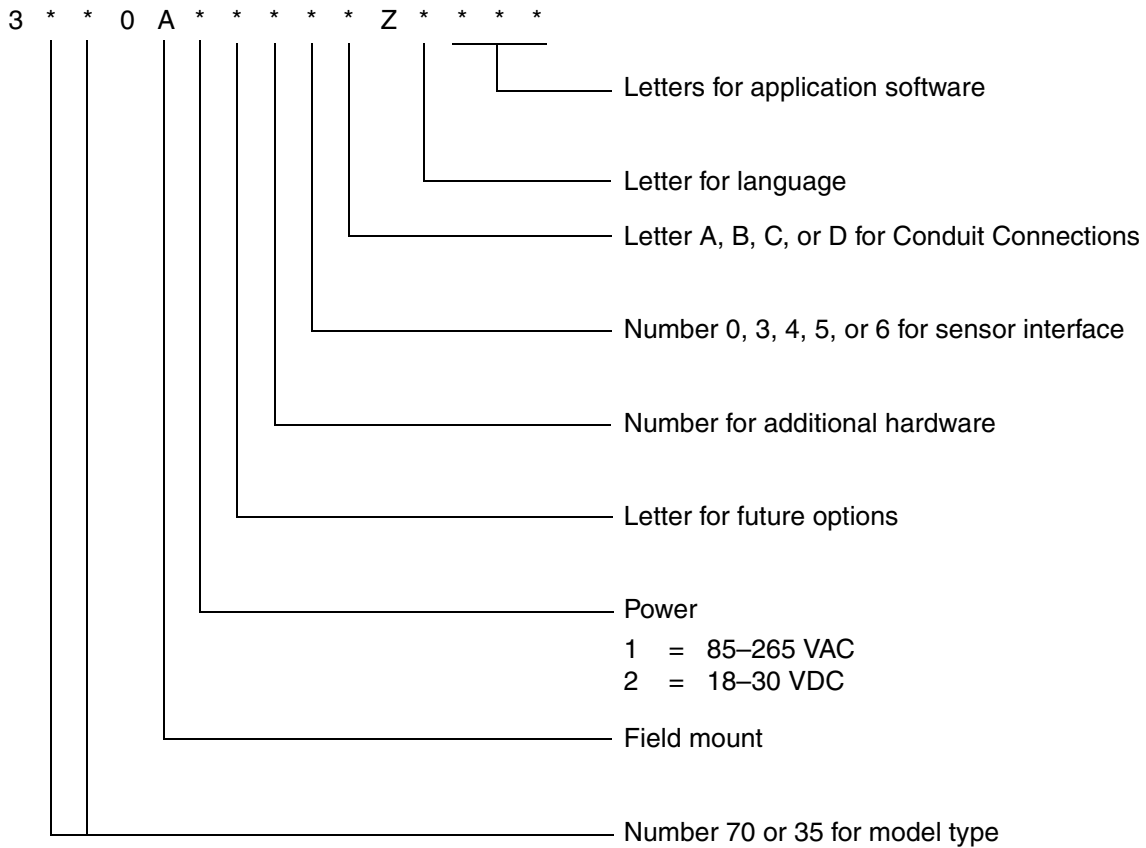 3 * * 0 A * * * * * Z * * * *
Letters for application software
Letter for language
Letter A, B, C, or D for Conduit Connections
Number 0, 3, 4, 5, or 6 for sensor interface
Number for additional hardware
Letter for future options
Power
1 = 85–265 VAC
2 = 18–30 VDC
Field mount
Number 70 or 35 for model type